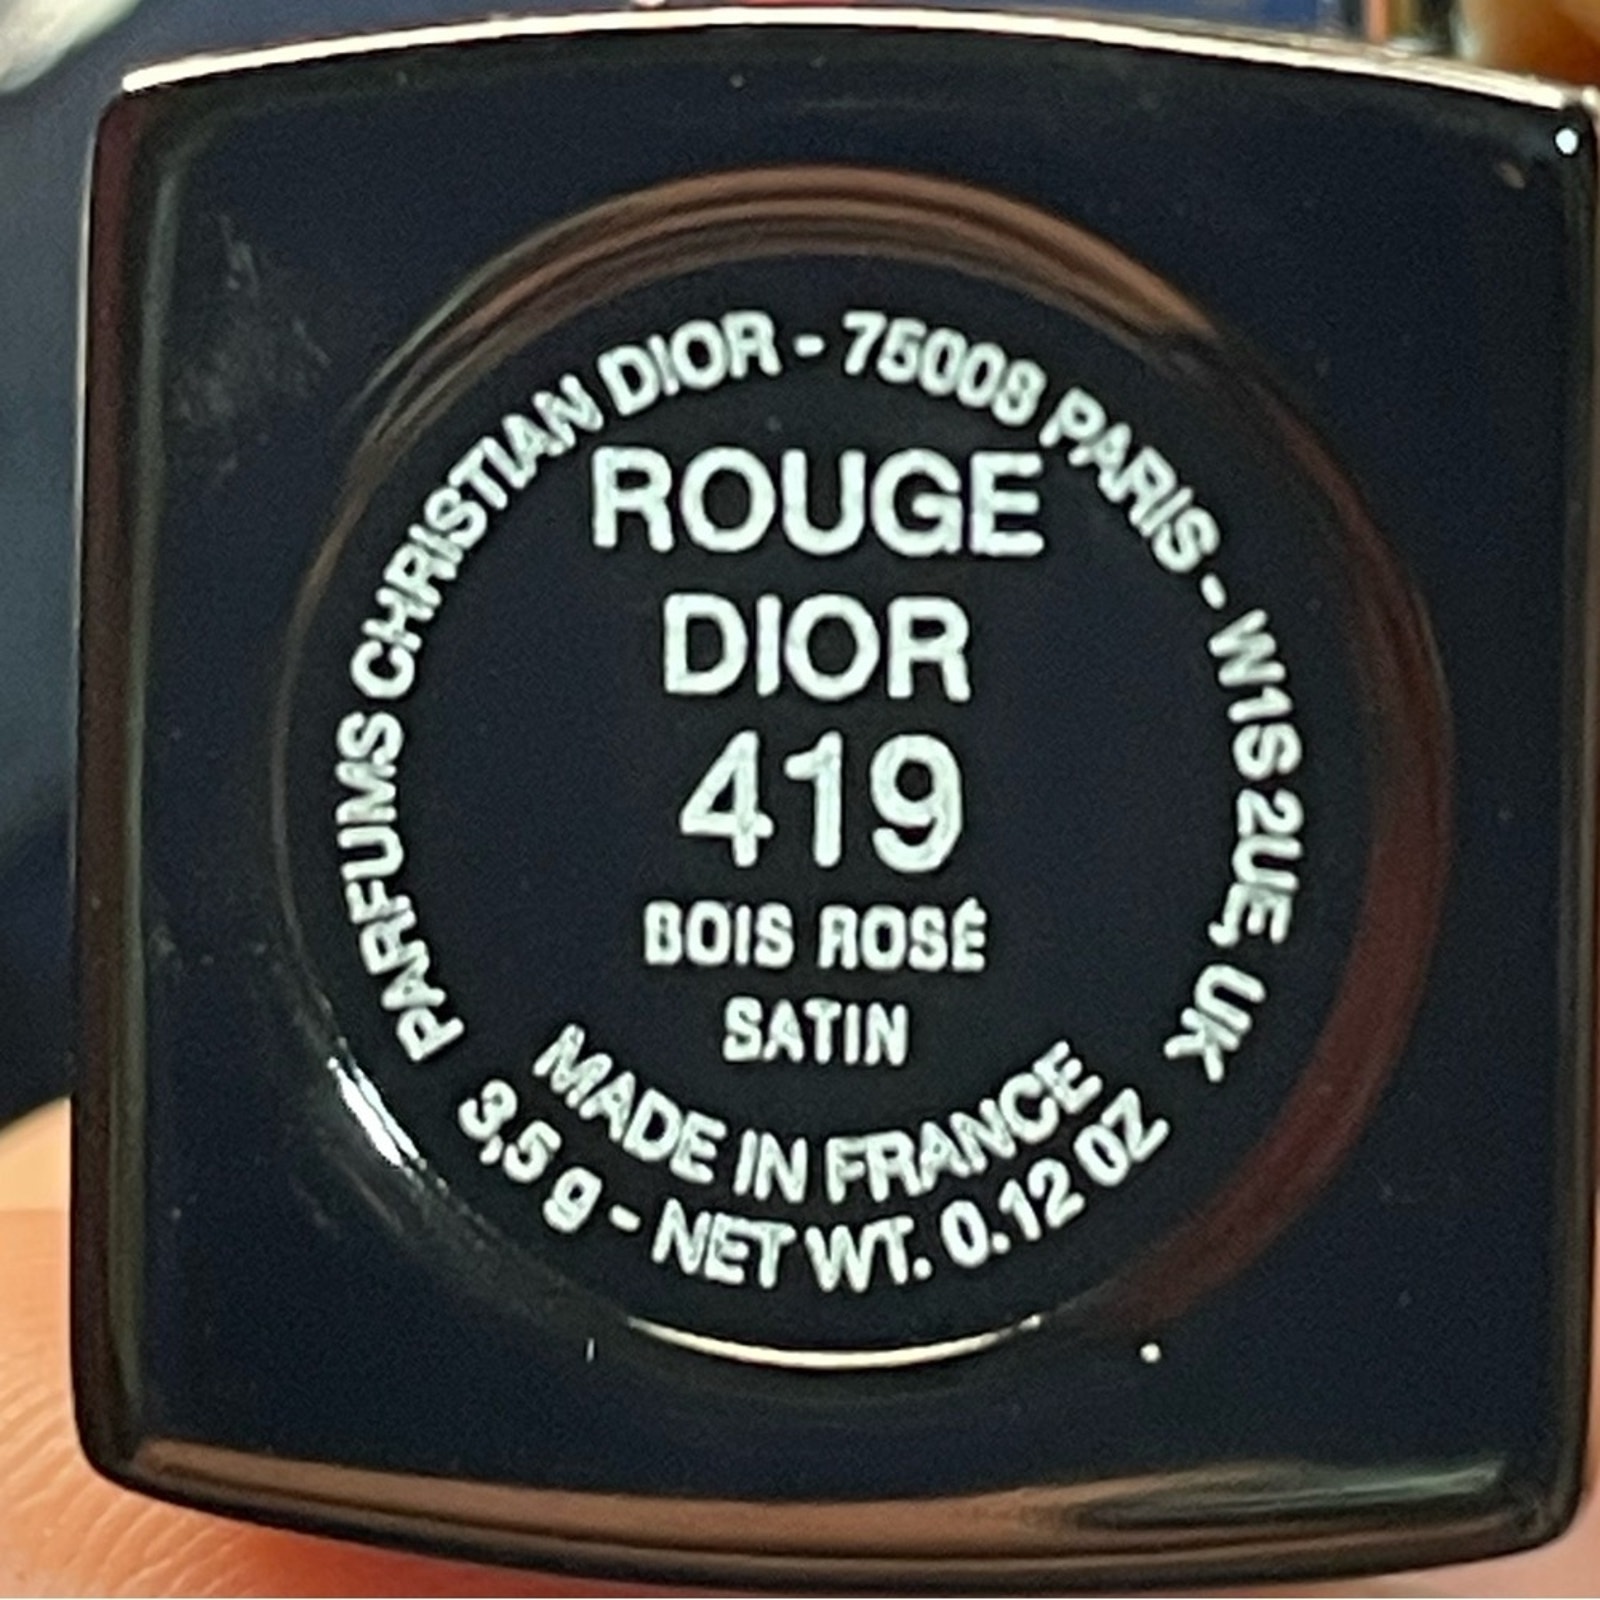 PARFUMS CHRISTIAN DIOR - 75008 PARIS - W1S 2UE, UK
ROUGE
DIOR
419
BOIS ROSÉ
SATIN
MADE IN FRANCE
3,5 g - NET WT. 0.12 OZ